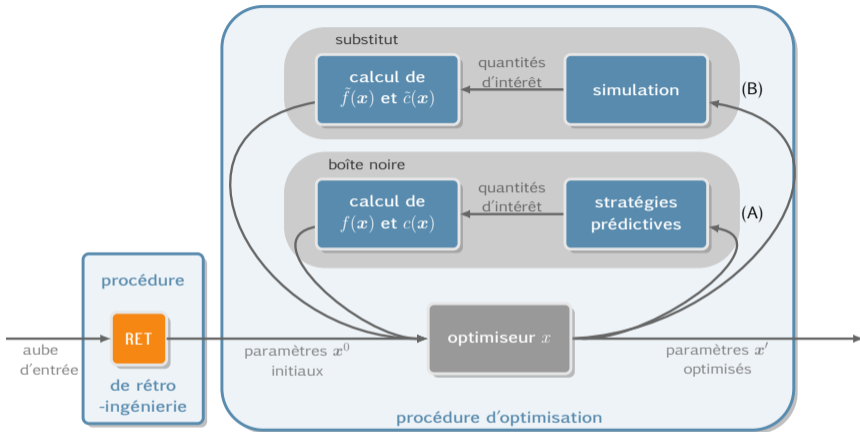 substitut
calcul de
f̃(x) et c̃(x)
quantités
d'intérêt
simulation
(B)
boîte noire
calcul de
f(x) et c(x)
quantités
d'intérêt
stratégies
prédictives
(A)
procédure
RET
de rétro
-ingénierie
aube
d'entrée
paramètres x⁰
initiaux
optimiseur x
paramètres x′
optimisés
procédure d'optimisation